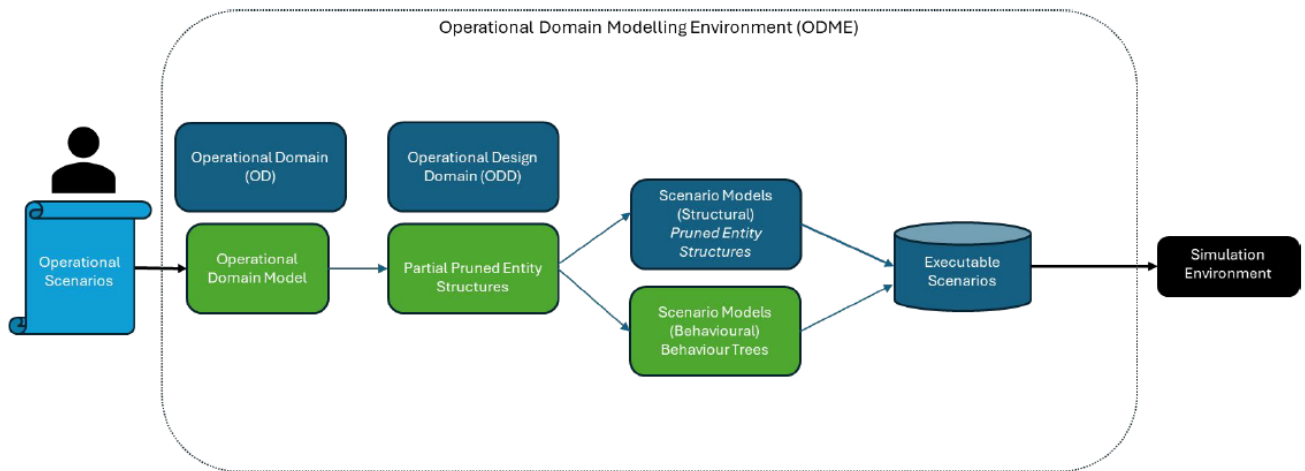 Operational Domain Modelling Environment (ODME)
Operational
Scenarios
Operational Domain
(OD)
Operational
Domain Model
Operational Design
Domain (ODD)
Partial Pruned Entity
Structures
Scenario Models
(Structural)
Pruned Entity
Structures
Scenario Models
(Behavioural)
Behaviour Trees
Executable
Scenarios
Simulation
Environment